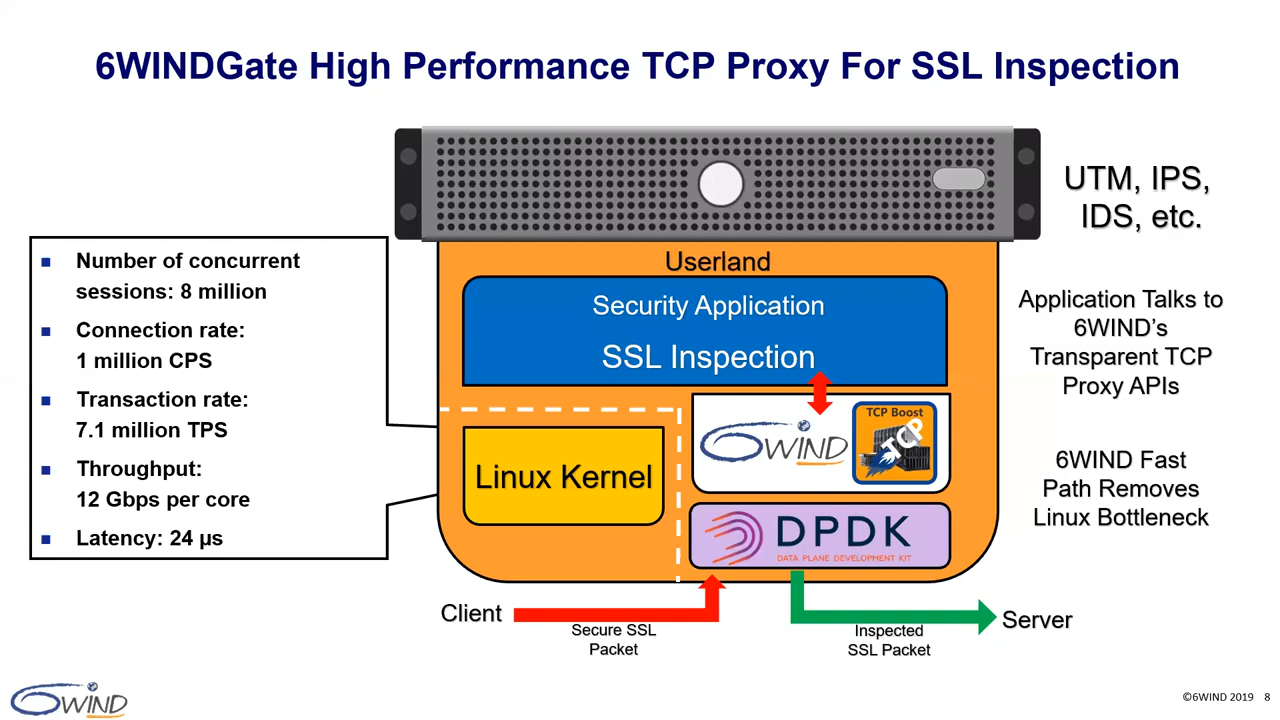 6WINDGate High Performance TCP Proxy For SSL Inspection
UTM, IPS,
IDS, etc.
Number of concurrent
sessions: 8 million
Connection rate:
1 million CPS
Transaction rate:
7.1 million TPS
Throughput:
12 Gbps per core
Latency: 24 µs
Userland
Security Application
SSL Inspection
Linux Kernel
6WIND
TCP Boost
TCP
DPDK
DATA PLANE DEVELOPMENT KIT
Application Talks to
6WIND's
Transparent TCP
Proxy APIs
6WIND Fast
Path Removes
Linux Bottleneck
Client
Secure SSL
Packet
Inspected
SSL Packet
Server
6WIND
©6WIND 2019 8